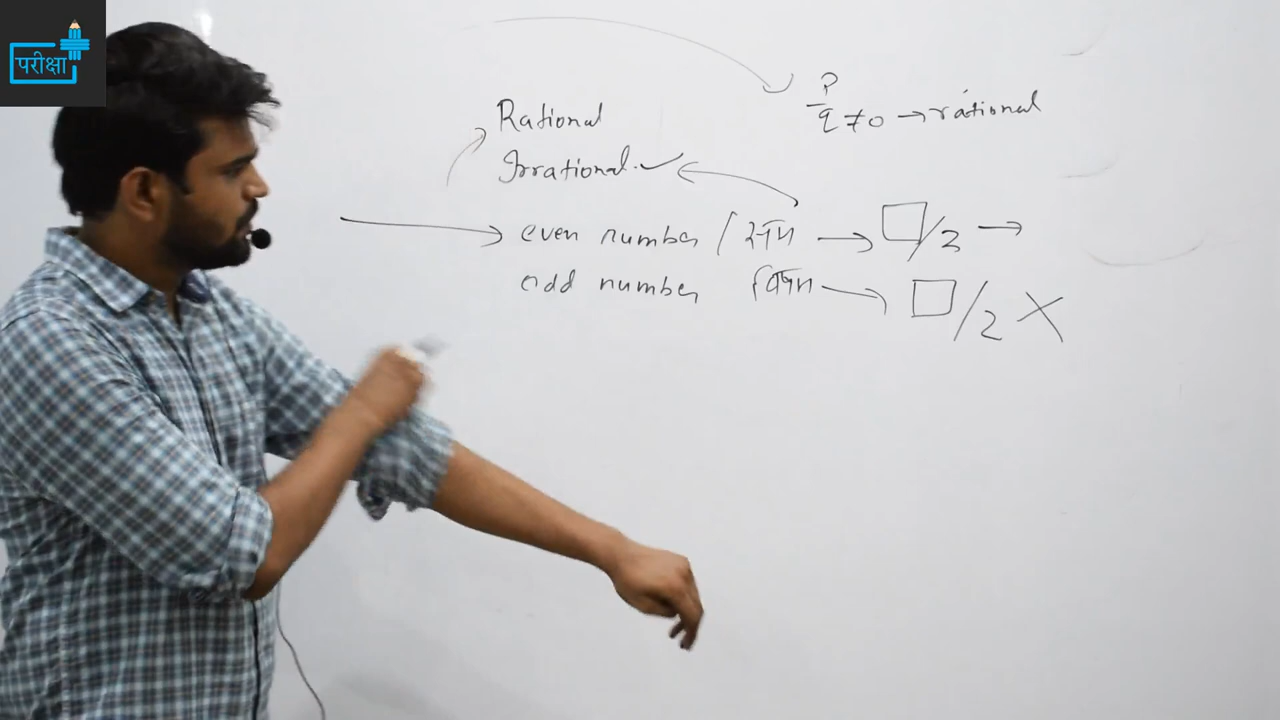 परीक्षा
P
Rational q ≠ 0 → rational
Irrational. ✓
even number / सम → □/2 →
odd number विषम → □/2 ✗